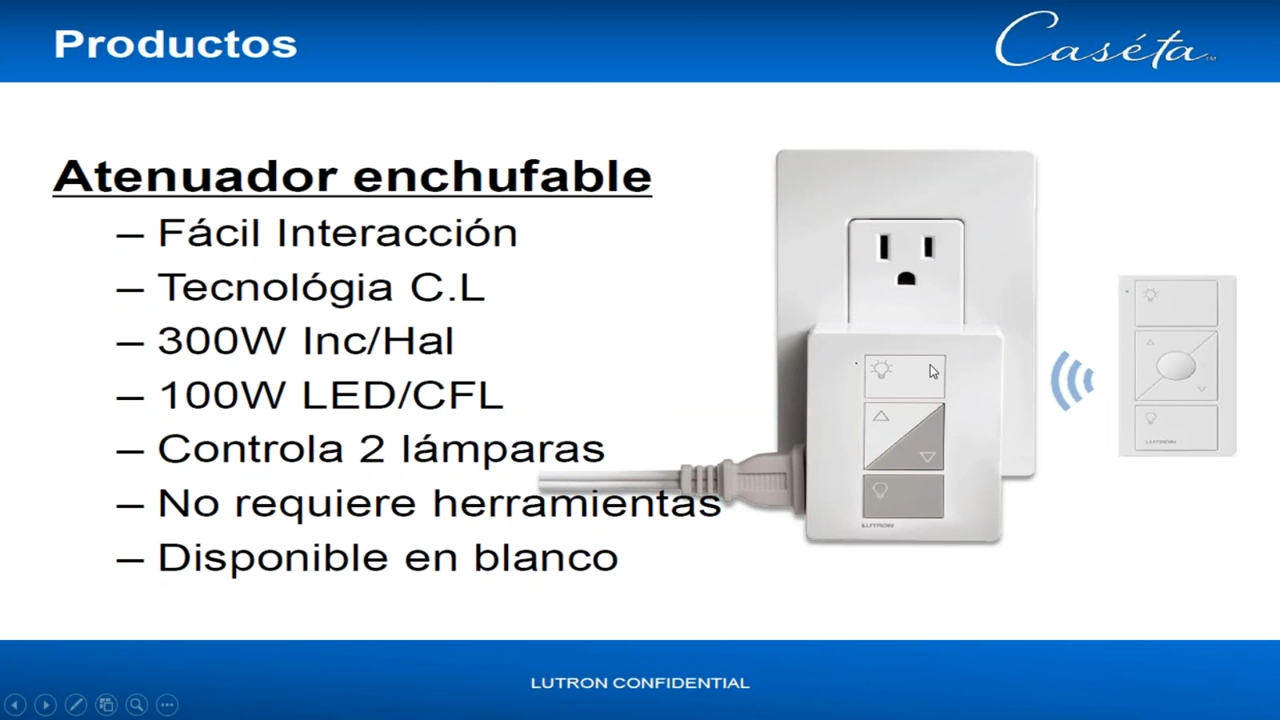 Productos
Caséta™
Atenuador enchufable
– Fácil Interacción
– Tecnológia C.L
– 300W Inc/Hal
– 100W LED/CFL
– Controla 2 lámparas
– No requiere herramientas
– Disponible en blanco
LUTRON
LUTRON
LUTRON CONFIDENTIAL